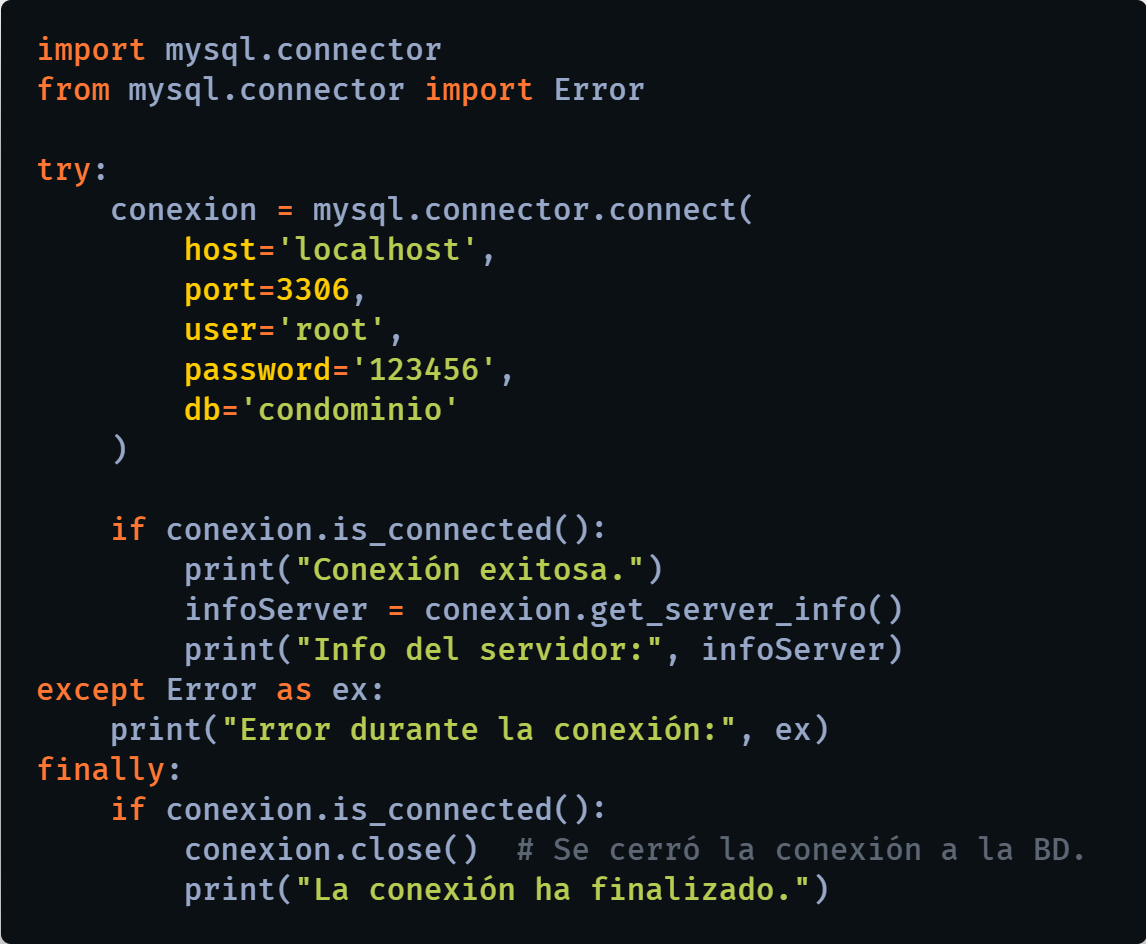 import mysql.connector
from mysql.connector import Error

try:
    conexion = mysql.connector.connect(
        host='localhost',
        port=3306,
        user='root',
        password='123456',
        db='condominio'
    )

    if conexion.is_connected():
        print("Conexión exitosa.")
        infoServer = conexion.get_server_info()
        print("Info del servidor:", infoServer)
except Error as ex:
    print("Error durante la conexión:", ex)
finally:
    if conexion.is_connected():
        conexion.close()  # Se cerró la conexión a la BD.
        print("La conexión ha finalizado.")